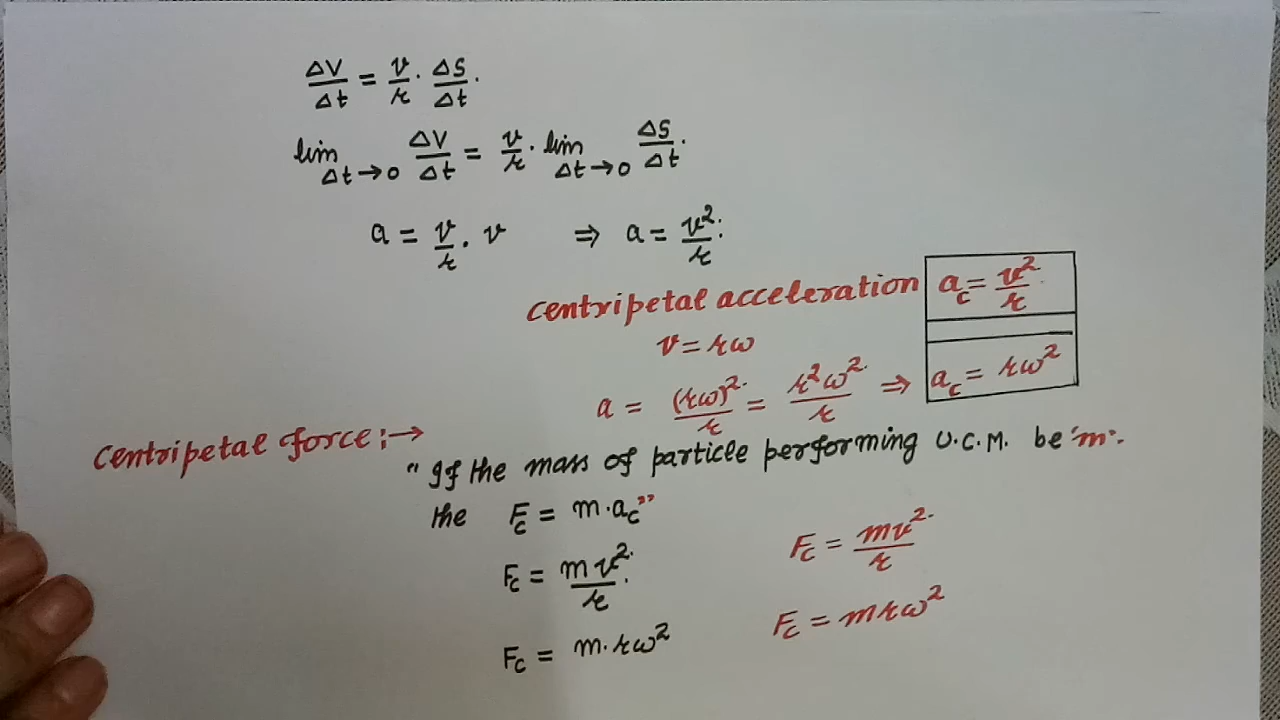 ΔV/Δt = v/r · ΔS/Δt.
lim Δt→0 ΔV/Δt = v/r · lim Δt→0 ΔS/Δt.
a = v/r · v ⇒ a = v²/r.
centripetal acceleration a_c = v²/r
v = rω
a = (rω)²/r = r²ω²/r ⇒ a_c = rω²
centripetal force:→
"If the mass of particle performing U.C.M. be 'm'.
the F_c = m·a_c"
F_c = mv²/r. F_c = mv²/r
F_c = m·rω² F_c = mrω²